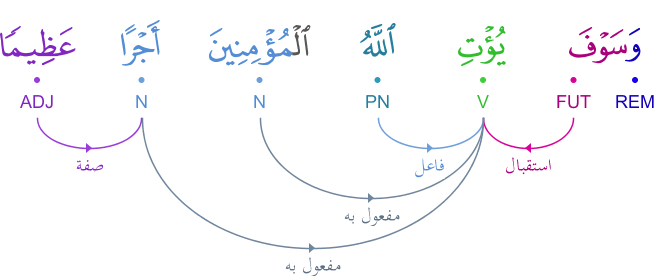 وَسَوْفَ يُؤْتِ ٱللَّهُ ٱلْمُؤْمِنِينَ أَجْرًا عَظِيمًا
REM FUT V PN N N ADJ
استقبال فاعل صفة
مفعول به
مفعول به